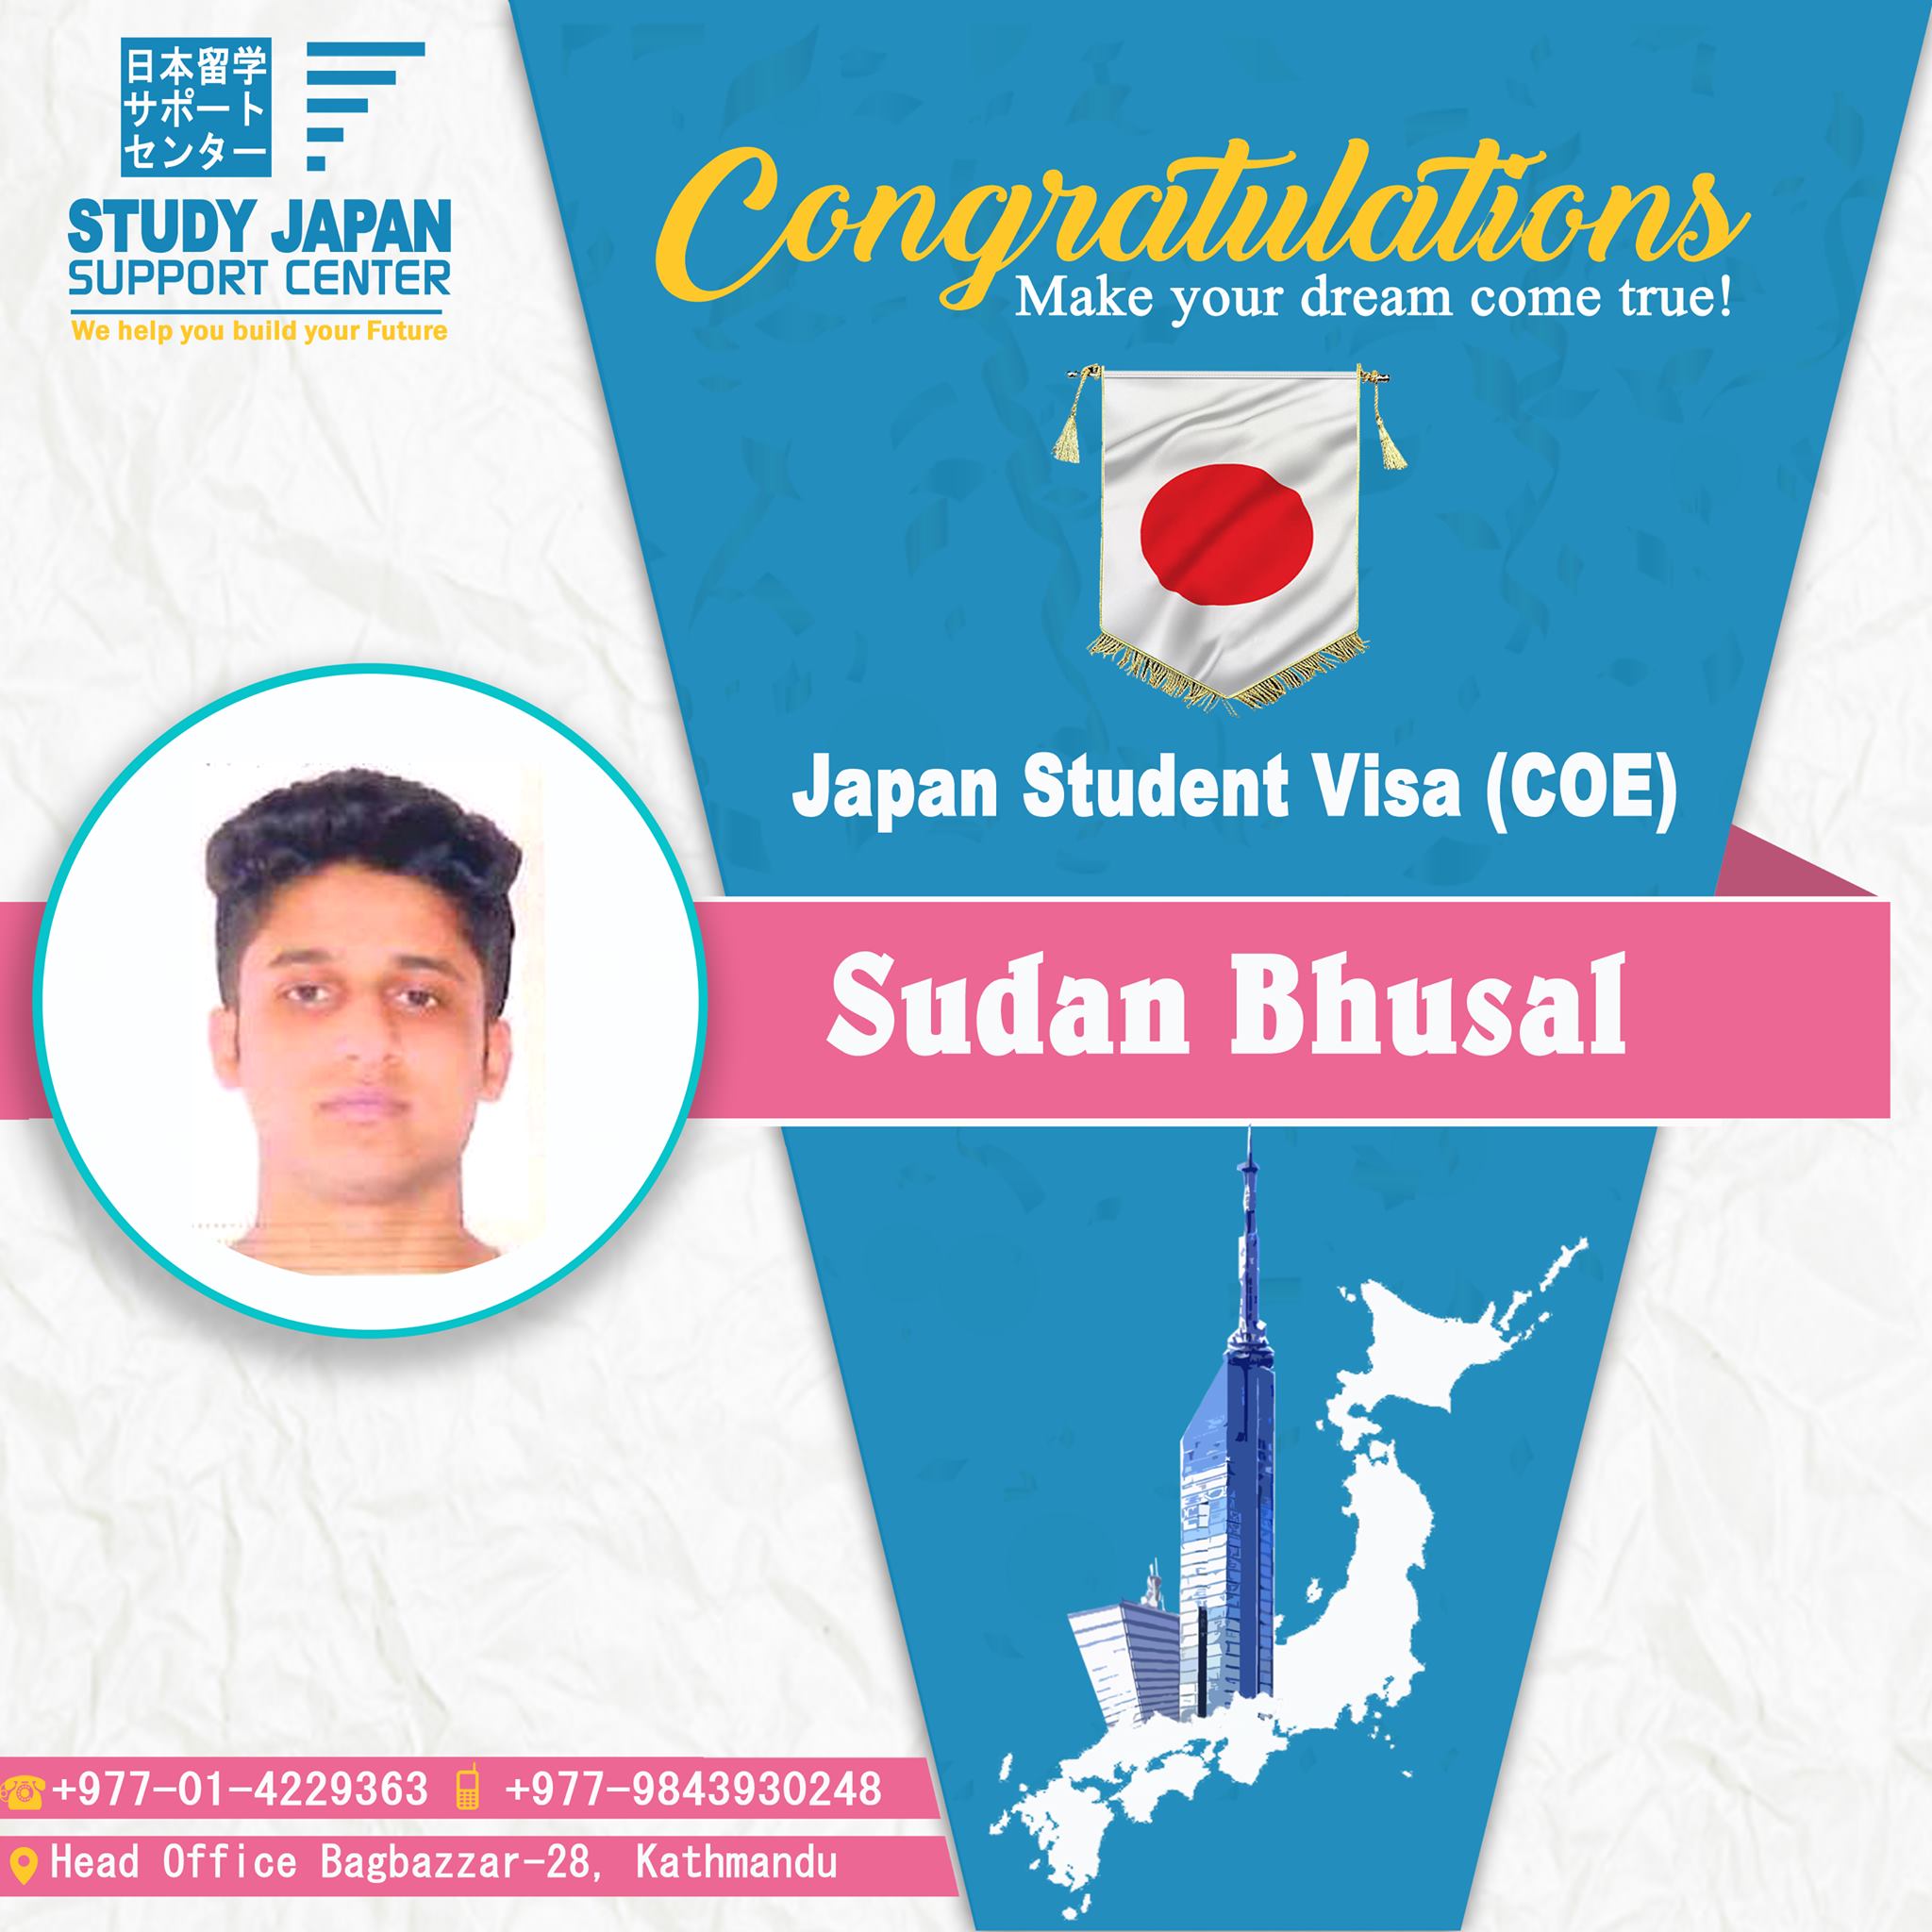 日本留学
サポート
センター
STUDY JAPAN
SUPPORT CENTER
We help you build your Future
Congratulations
Make your dream come true!
Japan Student Visa (COE)
Sudan Bhusal
+977-01-4229363 +977-9843930248
Head Office Bagbazzar-28, Kathmandu